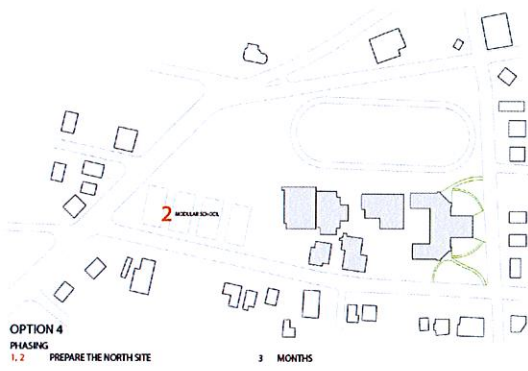 2 MODULAR SCHOOL
OPTION 4
PHASING
1, 2 PREPARE THE NORTH SITE 3 MONTHS